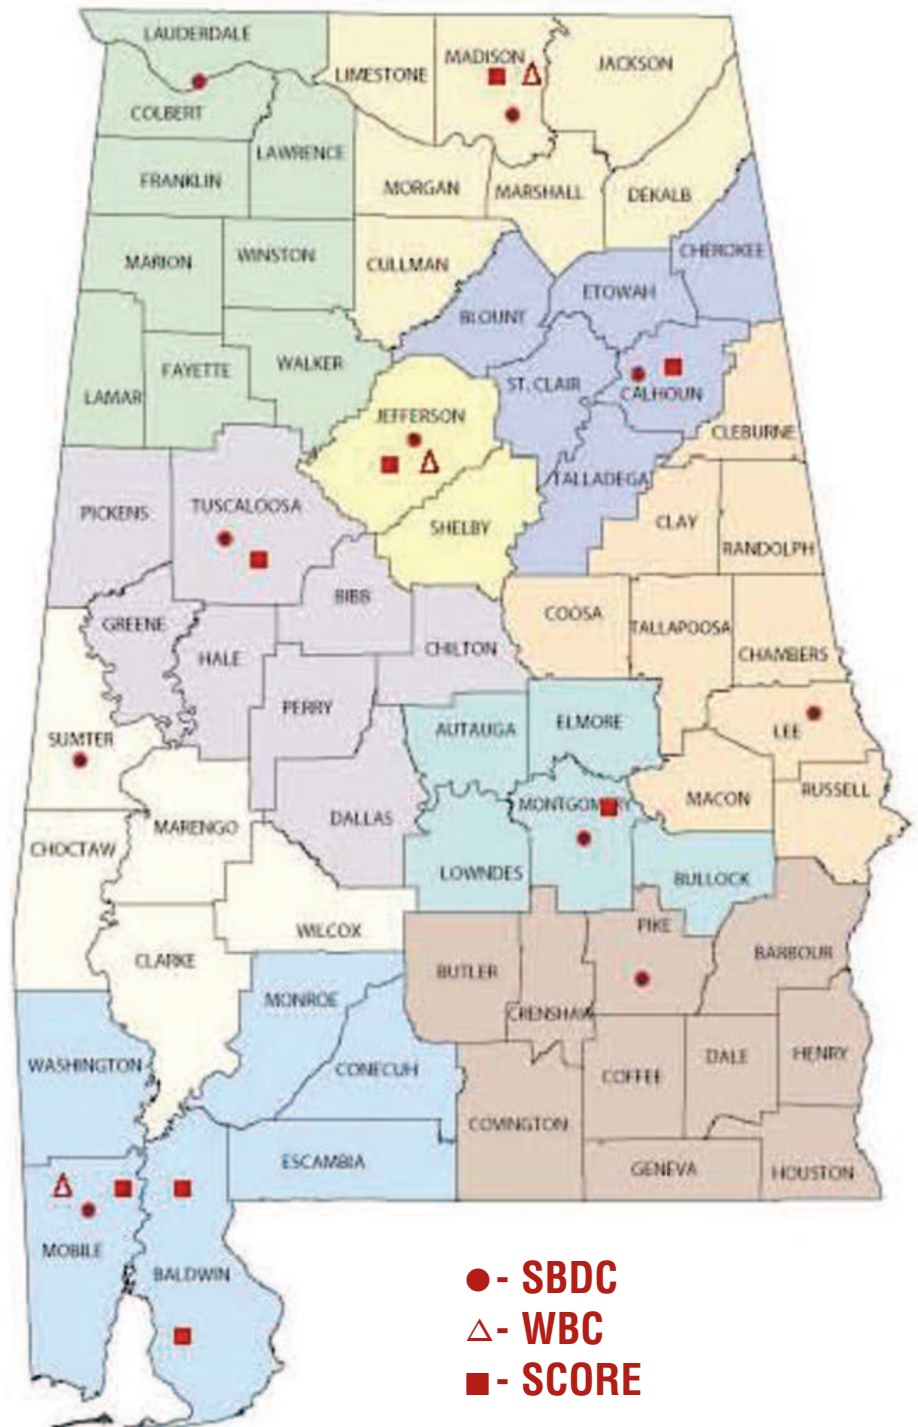 LAUDERDALE
MADISON
JACKSON
LIMESTONE
COLBERT
LAWRENCE
FRANKLIN
MORGAN
MARSHALL
DEKALB
MARION
WINSTON
CULLMAN
CHEROKEE
ETOWAH
BLOUNT
WALKER
FAYETTE
ST. CLAIR
LAMAR
CALHOUN
JEFFERSON
CLEBURNE
TALLADEGA
PICKENS
TUSCALOOSA
SHELBY
CLAY
RANDOLPH
BIBB
COOSA
GREENE
TALLAPOOSA
HALE
CHILTON
CHAMBERS
PERRY
AUTAUGA
ELMORE
LEE
SUMTER
RUSSELL
MACON
MONTGOMERY
DALLAS
MARENGO
CHOCTAW
LOWNDES
BULLOCK
WILCOX
PIKE
BARBOUR
CLARKE
BUTLER
MONROE
CRENSHAW
WASHINGTON
CONECUH
COFFEE
DALE
HENRY
COVINGTON
ESCAMBIA
GENEVA
HOUSTON
MOBILE
BALDWIN
- SBDC
- WBC
- SCORE